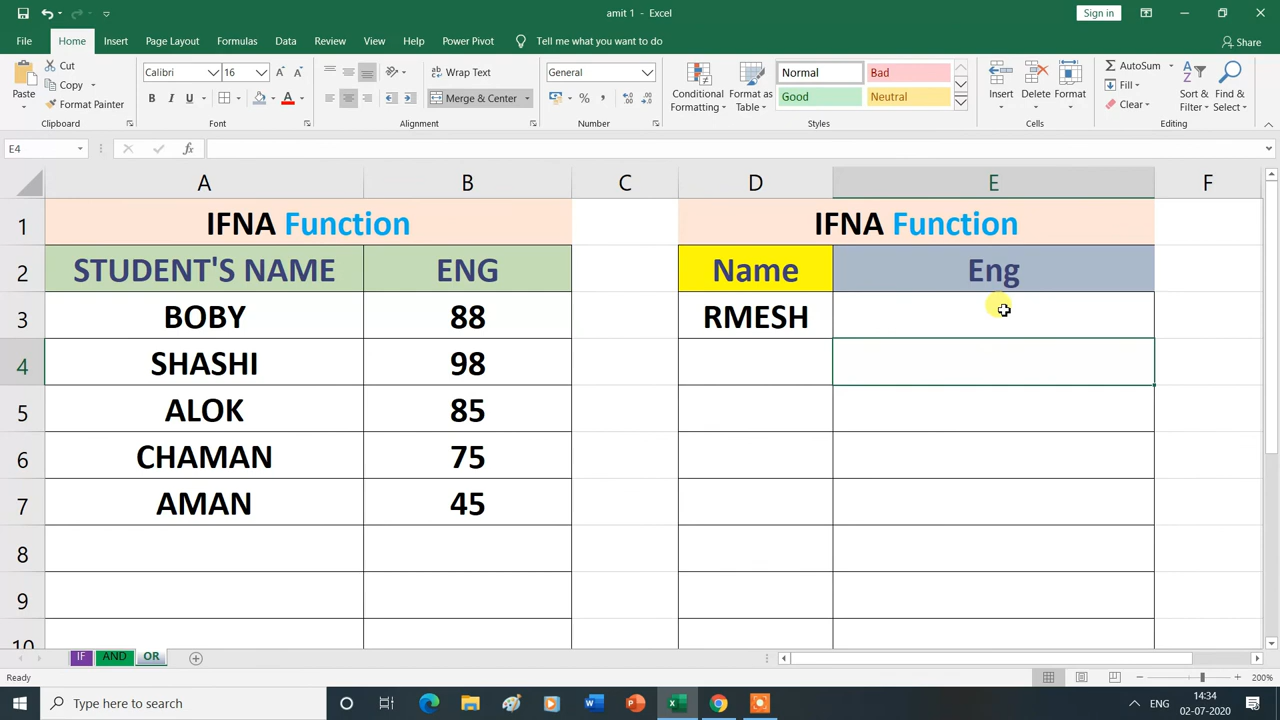 amit 1 - Excel
Sign in
File Home Insert Page Layout Formulas Data Review View Help Power Pivot Tell me what you want to do Share
Paste
Cut
Copy
Format Painter
Clipboard
Calibri 16
B I U A
Font
Wrap Text
Merge & Center
Alignment
General
%
Number
Conditional Formatting
Format as Table
Normal Bad
Good Neutral
Styles
Insert Delete Format
Cells
AutoSum
Fill
Clear
Sort & Filter
Find & Select
Editing
E4 fx
A B C D E F
1 IFNA Function IFNA Function
2 STUDENT'S NAME ENG Name Eng
3 BOBY 88 RMESH
4 SHASHI 98
5 ALOK 85
6 CHAMAN 75
7 AMAN 45
8
9
10
IF AND OR
Ready 200%
Type here to search
ENG
14:34
02-07-2020